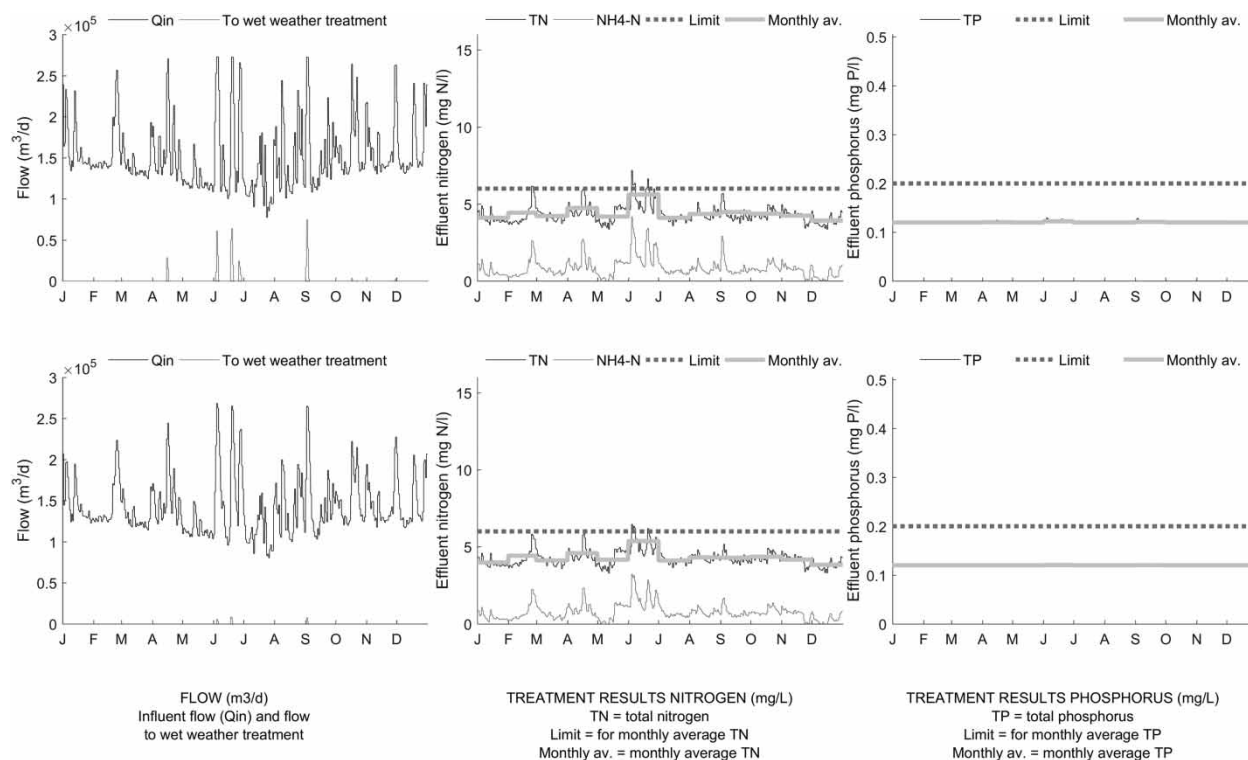 Qin To wet weather treatment
× 10⁵
3
2.5
2
1.5
1
0.5
0
Flow (m³/d)
J F M A M J J A S O N D
TN NH4-N Limit Monthly av.
15
10
5
0
Effluent nitrogen (mg N/l)
J F M A M J J A S O N D
TP Limit Monthly av.
0.5
0.4
0.3
0.2
0.1
0
Effluent phosphorus (mg P/l)
J F M A M J J A S O N D
Qin To wet weather treatment
× 10⁵
3
2.5
2
1.5
1
0.5
0
Flow (m³/d)
J F M A M J J A S O N D
TN NH4-N Limit Monthly av.
15
10
5
0
Effluent nitrogen (mg N/l)
J F M A M J J A S O N D
TP Limit Monthly av.
0.5
0.4
0.3
0.2
0.1
0
Effluent phosphorus (mg P/l)
J F M A M J J A S O N D
FLOW (m3/d)
Influent flow (Qin) and flow
to wet weather treatment
TREATMENT RESULTS NITROGEN (mg/L)
TN = total nitrogen
Limit = for monthly average TN
Monthly av. = monthly average TN
TREATMENT RESULTS PHOSPHORUS (mg/L)
TP = total phosphorus
Limit = for monthly average TP
Monthly av. = monthly average TP